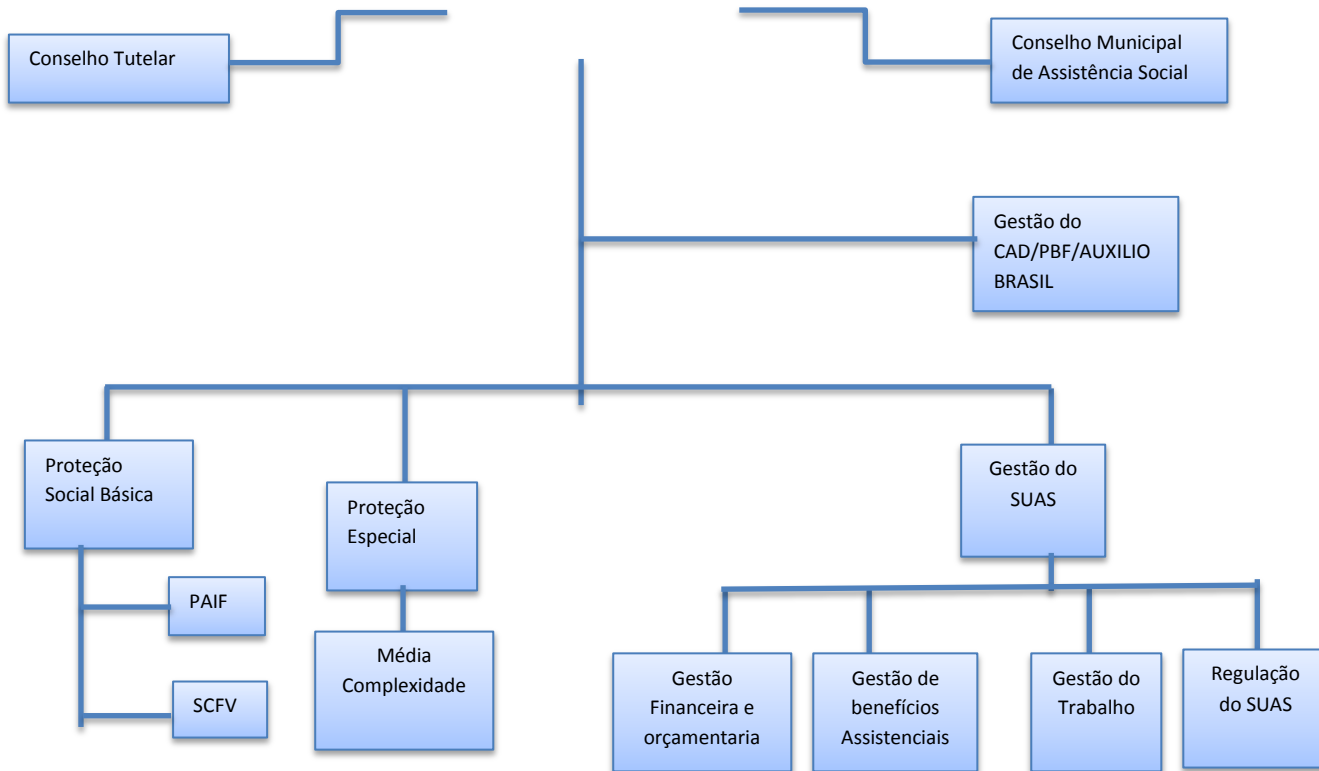 Conselho Tutelar
Conselho Municipal
de Assistência Social
Gestão do
CAD/PBF/AUXILIO
BRASIL
Proteção
Social Básica
Proteção
Especial
Gestão do
SUAS
PAIF
SCFV
Média
Complexidade
Gestão
Financeira e
orçamentaria
Gestão de
benefícios
Assistenciais
Gestão do
Trabalho
Regulação
do SUAS